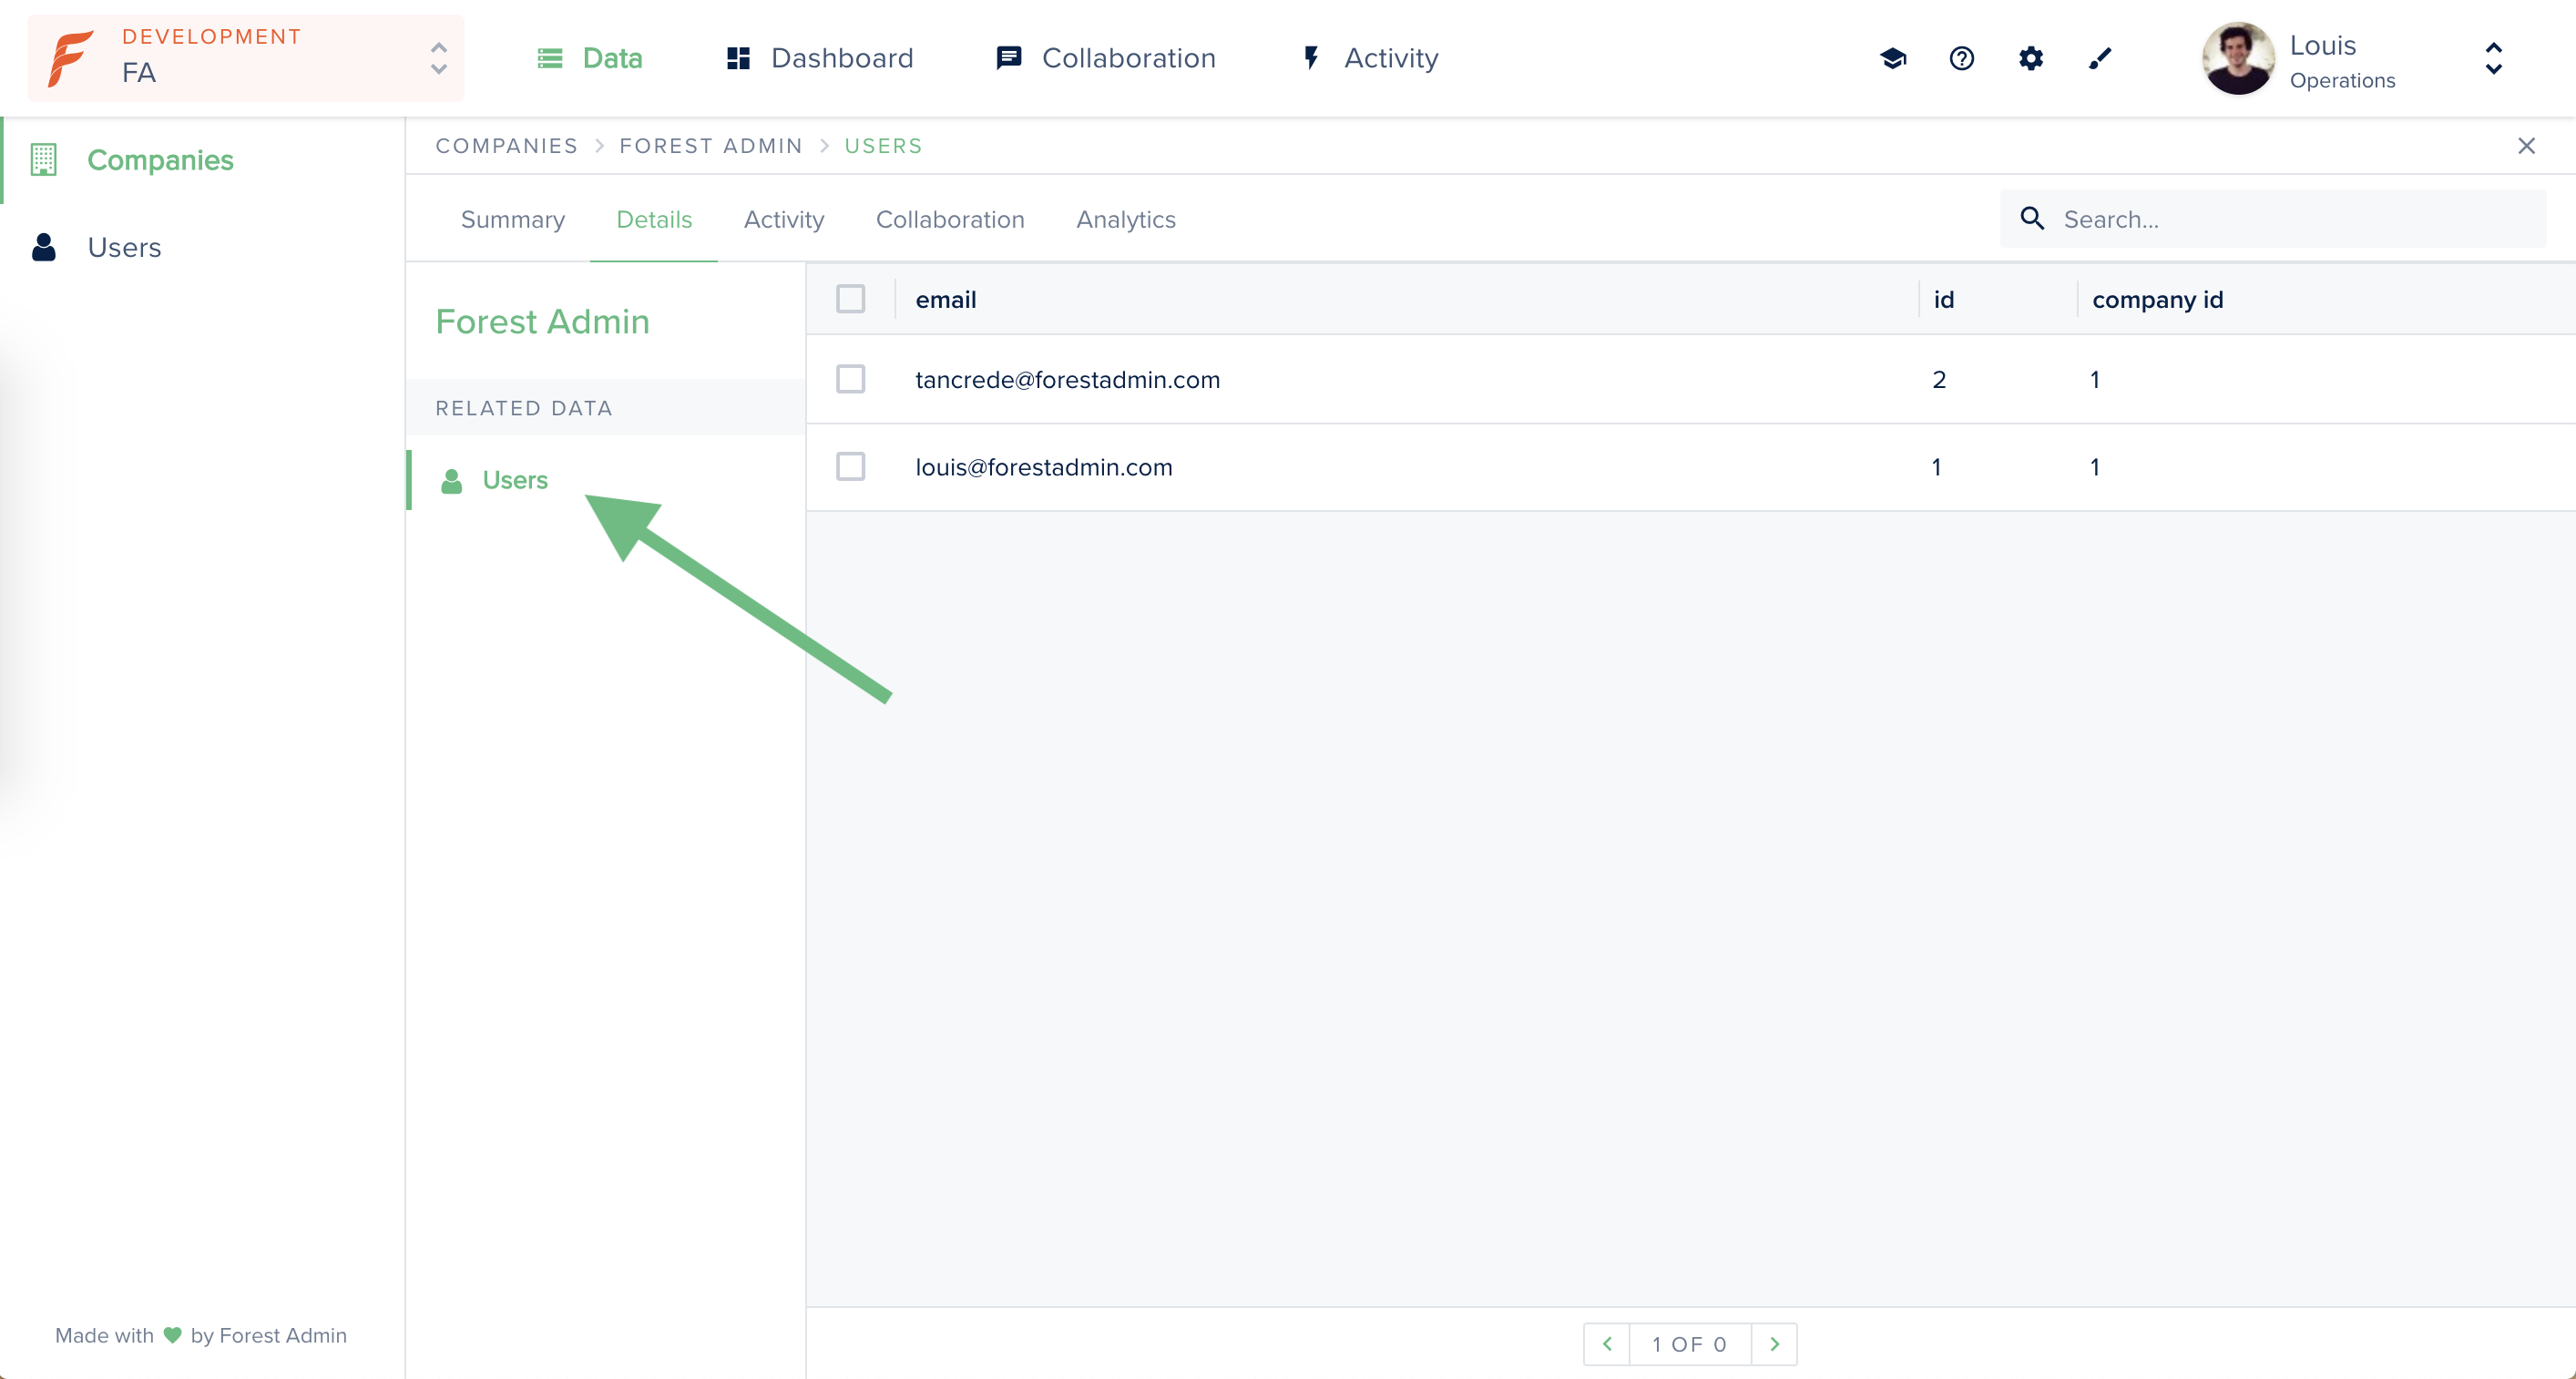 DEVELOPMENT
FA
Data
Dashboard
Collaboration
Activity
Louis
Operations
Companies
Users
COMPANIES > FOREST ADMIN > USERS
Summary
Details
Activity
Collaboration
Analytics
Search...
Forest Admin
RELATED DATA
Users
email id company id
tancrede@forestadmin.com 2 1
louis@forestadmin.com 1 1
Made with by Forest Admin
1 OF 0